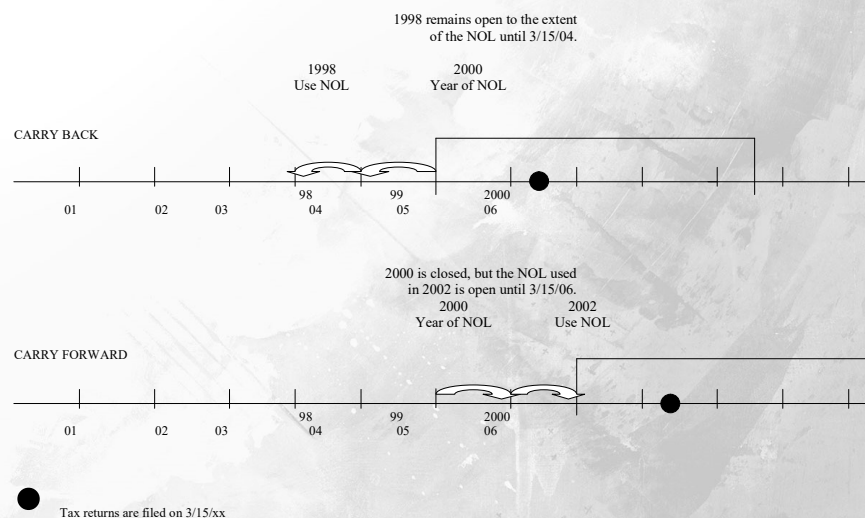 1998 remains open to the extent
of the NOL until 3/15/04.
1998
Use NOL
2000
Year of NOL
CARRY BACK
98 99 2000
01 02 03 04 05 06
2000 is closed, but the NOL used
in 2002 is open until 3/15/06.
2000
Year of NOL
2002
Use NOL
CARRY FORWARD
98 99 2000
01 02 03 04 05 06
Tax returns are filed on 3/15/xx